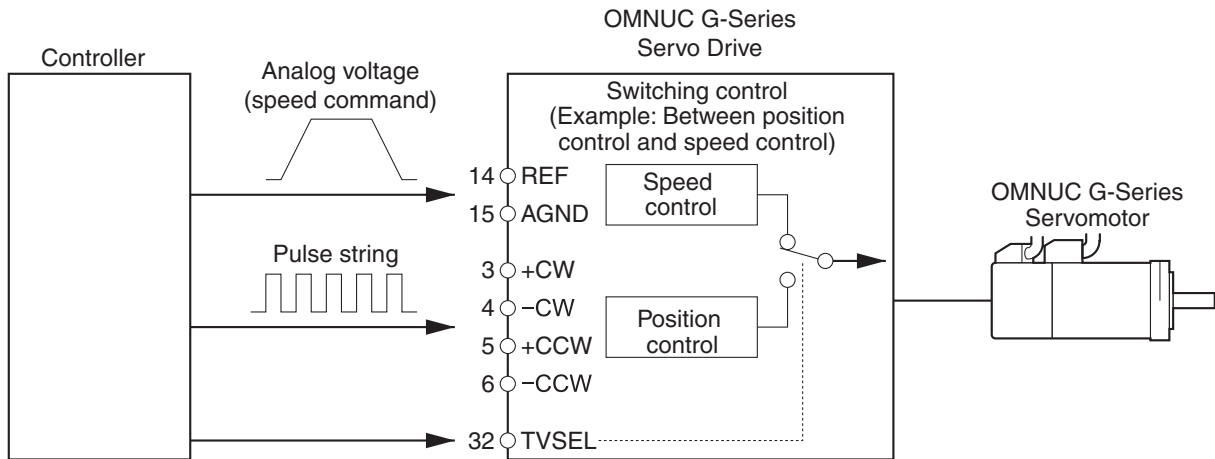 OMNUC G-Series
Servo Drive
Controller
Analog voltage
(speed command)
Switching control
(Example: Between position
control and speed control)
14 REF
15 AGND
Speed
control
OMNUC G-Series
Servomotor
Pulse string
3 +CW
4 −CW
5 +CCW
6 −CCW
Position
control
32 TVSEL